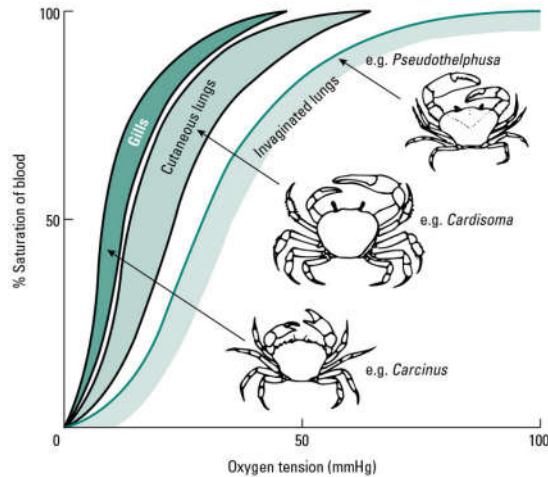 100
Gills
Cutaneous lungs
Invaginated lungs
e.g. Pseudothelphusa
% Saturation of blood
50
e.g. Cardisoma
e.g. Carcinus
0
50
100
Oxygen tension (mmHg)